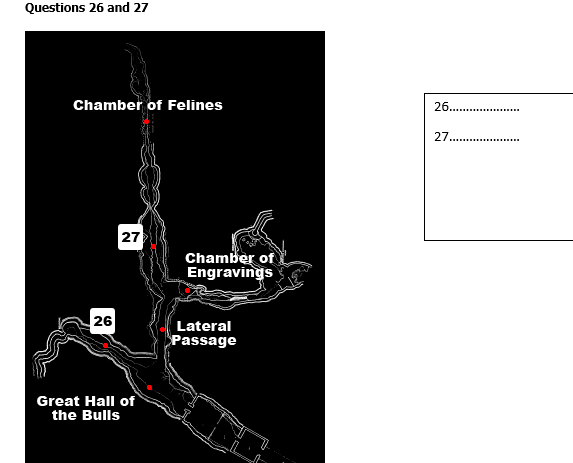 Questions 26 and 27
Chamber of Felines
26....................
27....................
27
Chamber of
Engravings
26
Lateral
Passage
Great Hall of
the Bulls